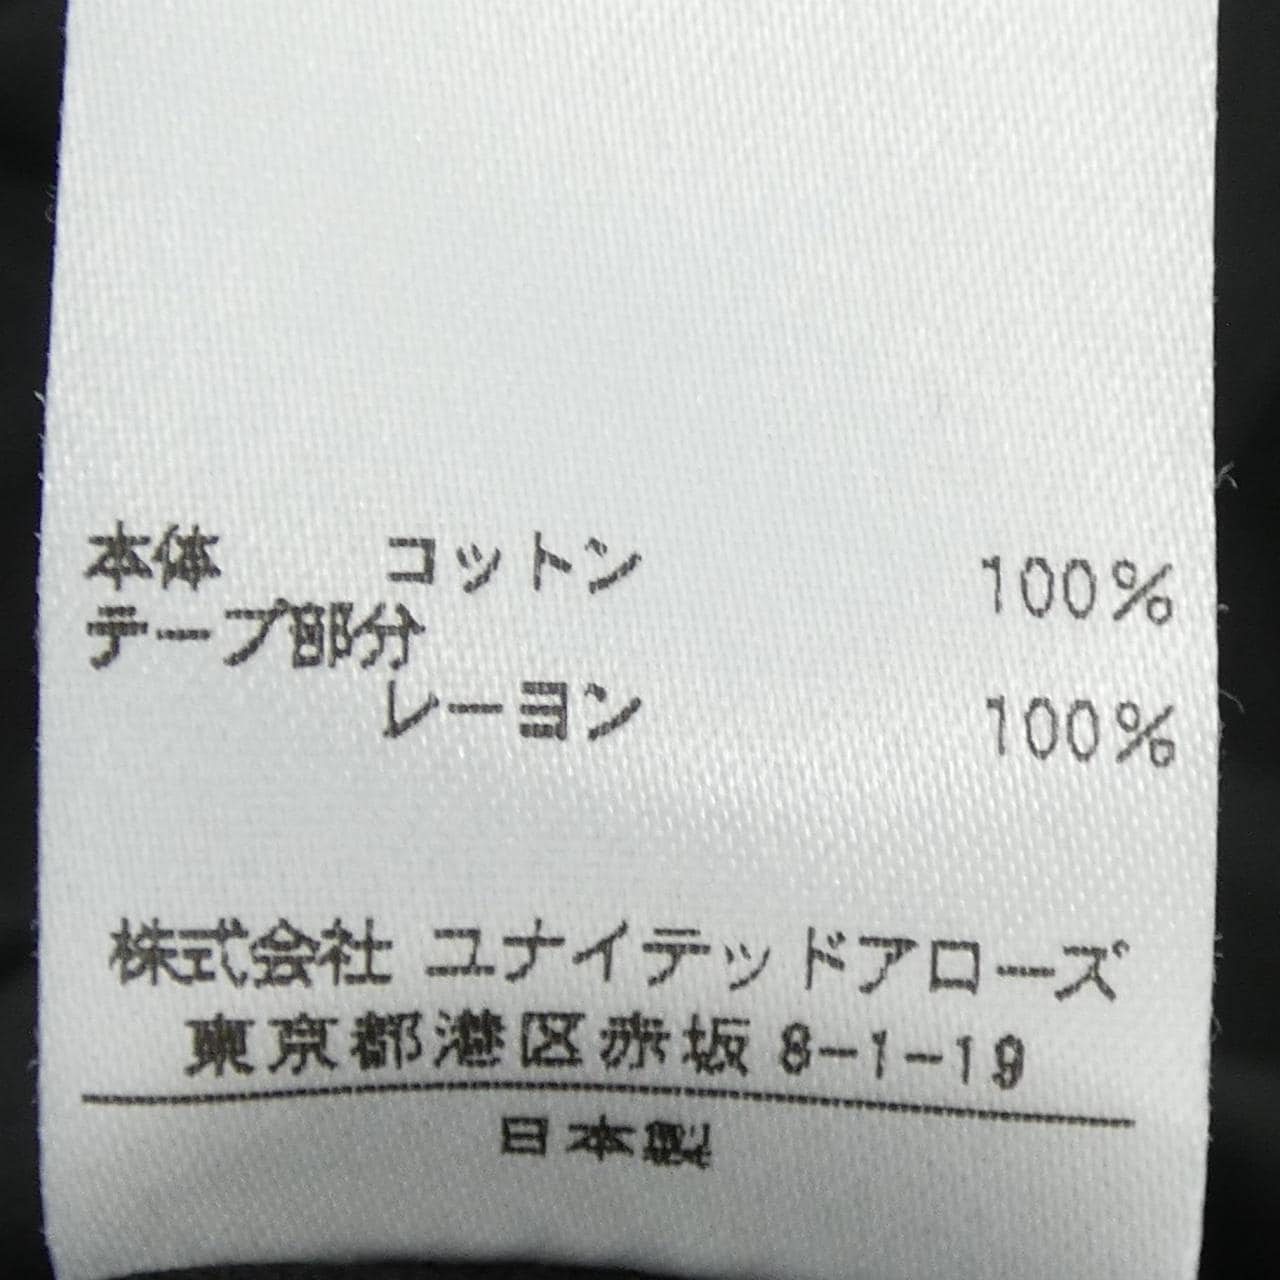 本体 コットン 100%
テープ部分
レーヨン 100%
株式会社 ユナイテッドアローズ
東京都港区赤坂 8-1-19
日本製